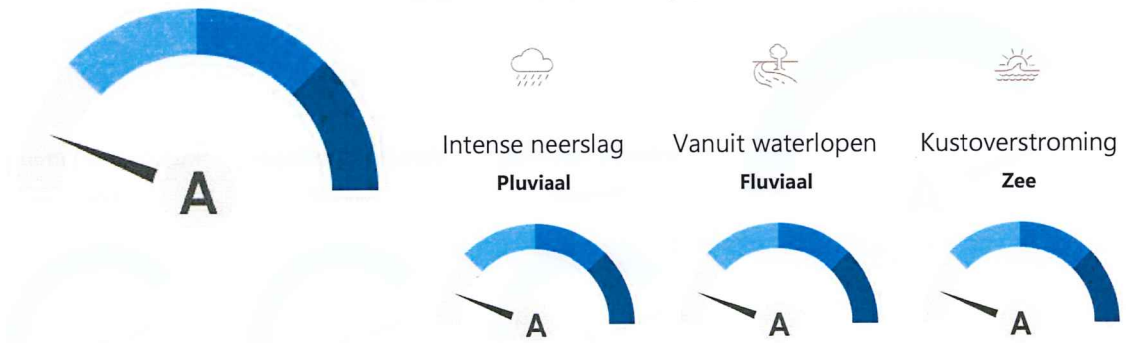 A
Intense neerslag
Pluviaal
A
Vanuit waterlopen
Fluviaal
A
Kustoverstroming
Zee
A